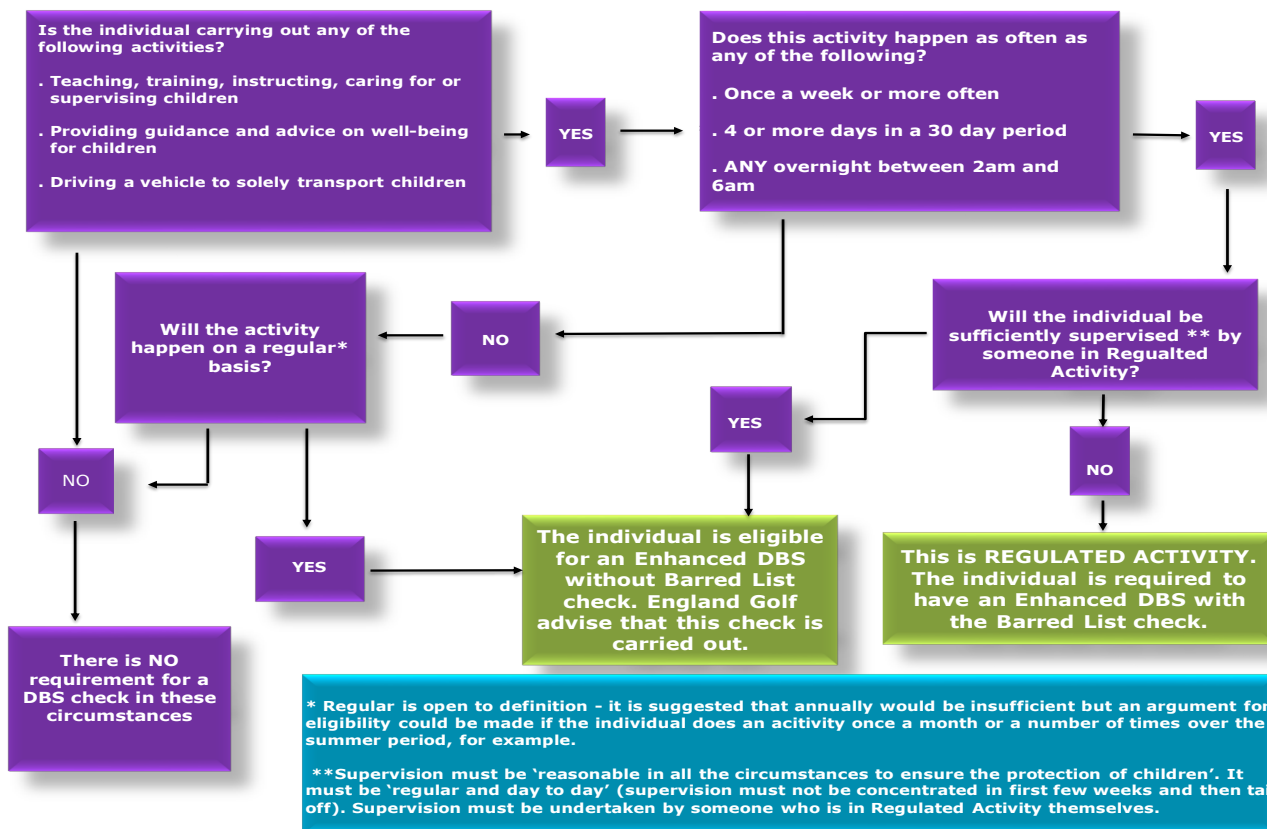 Is the individual carrying out any of the
following activities?
. Teaching, training, instructing, caring for or
supervising children
. Providing guidance and advice on well-being
for children
. Driving a vehicle to solely transport children
YES
Does this activity happen as often as
any of the following?
. Once a week or more often
. 4 or more days in a 30 day period
. ANY overnight between 2am and
6am
YES
Will the activity
happen on a regular*
basis?
NO
Will the individual be
sufficiently supervised ** by
someone in Regualted
Activity?
YES
NO
NO
YES
The individual is eligible
for an Enhanced DBS
without Barred List
check. England Golf
advise that this check is
carried out.
This is REGULATED ACTIVITY.
The individual is required to
have an Enhanced DBS with
the Barred List check.
There is NO
requirement for a
DBS check in these
circumstances
* Regular is open to definition - it is suggested that annually would be insufficient but an argument for
eligibility could be made if the individual does an acitivity once a month or a number of times over the
summer period, for example.
**Supervision must be ‘reasonable in all the circumstances to ensure the protection of children’. It
must be ‘regular and day to day’ (supervision must not be concentrated in first few weeks and then tai
off). Supervision must be undertaken by someone who is in Regulated Activity themselves.